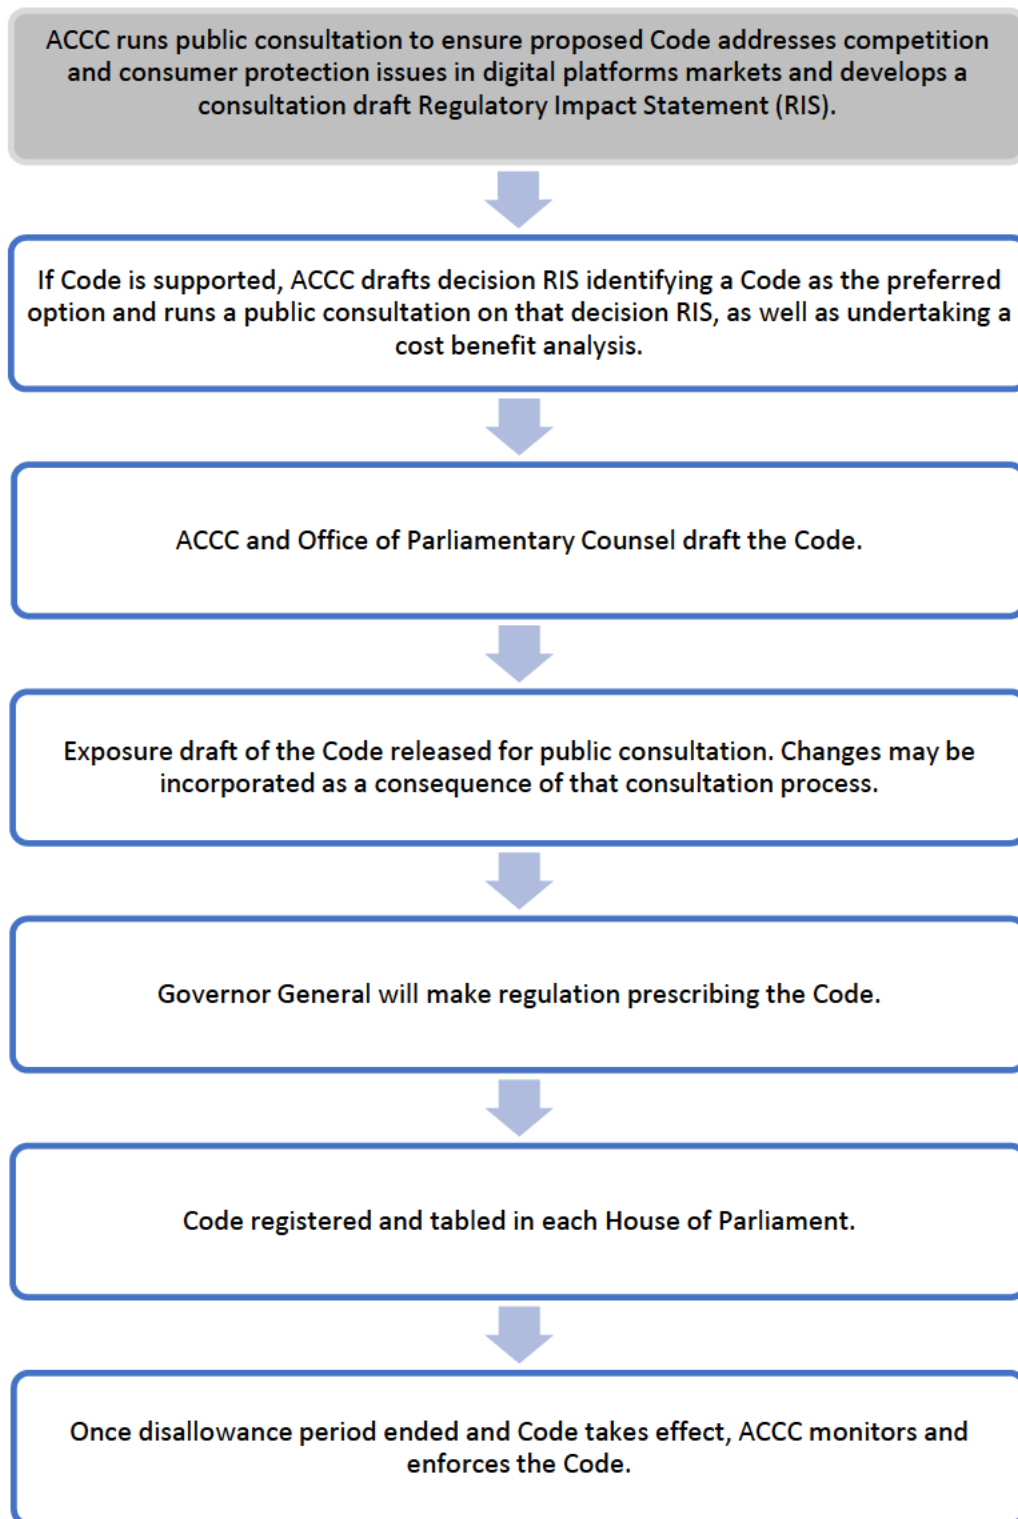 ACCC runs public consultation to ensure proposed Code addresses competition
and consumer protection issues in digital platforms markets and develops a
consultation draft Regulatory Impact Statement (RIS).
If Code is supported, ACCC drafts decision RIS identifying a Code as the preferred
option and runs a public consultation on that decision RIS, as well as undertaking a
cost benefit analysis.
ACCC and Office of Parliamentary Counsel draft the Code.
Exposure draft of the Code released for public consultation. Changes may be
incorporated as a consequence of that consultation process.
Governor General will make regulation prescribing the Code.
Code registered and tabled in each House of Parliament.
Once disallowance period ended and Code takes effect, ACCC monitors and
enforces the Code.